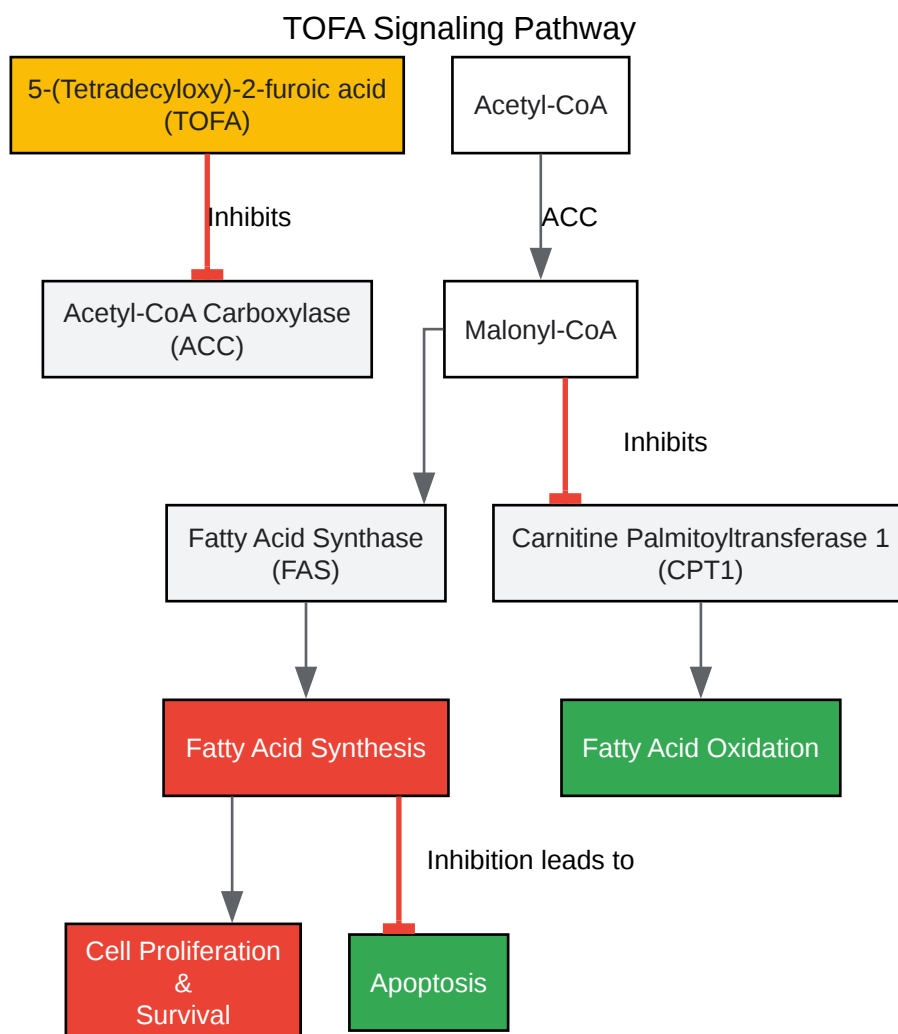 TOFA Signaling Pathway
5-(Tetradecyloxy)-2-furoic acid
(TOFA)
Acetyl-CoA
Inhibits
ACC
Acetyl-CoA Carboxylase
(ACC)
Malonyl-CoA
Inhibits
Fatty Acid Synthase
(FAS)
Carnitine Palmitoyltransferase 1
(CPT1)
Fatty Acid Synthesis
Fatty Acid Oxidation
Inhibition leads to
Cell Proliferation
&
Survival
Apoptosis